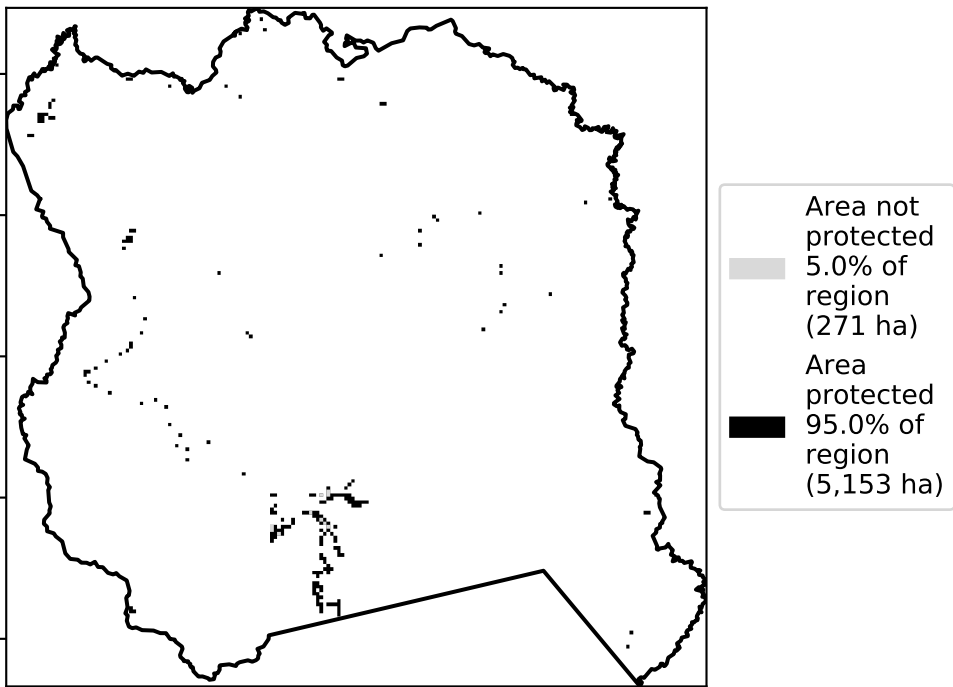 Area not
protected
5.0% of
region
(271 ha)
Area
protected
95.0% of
region
(5,153 ha)